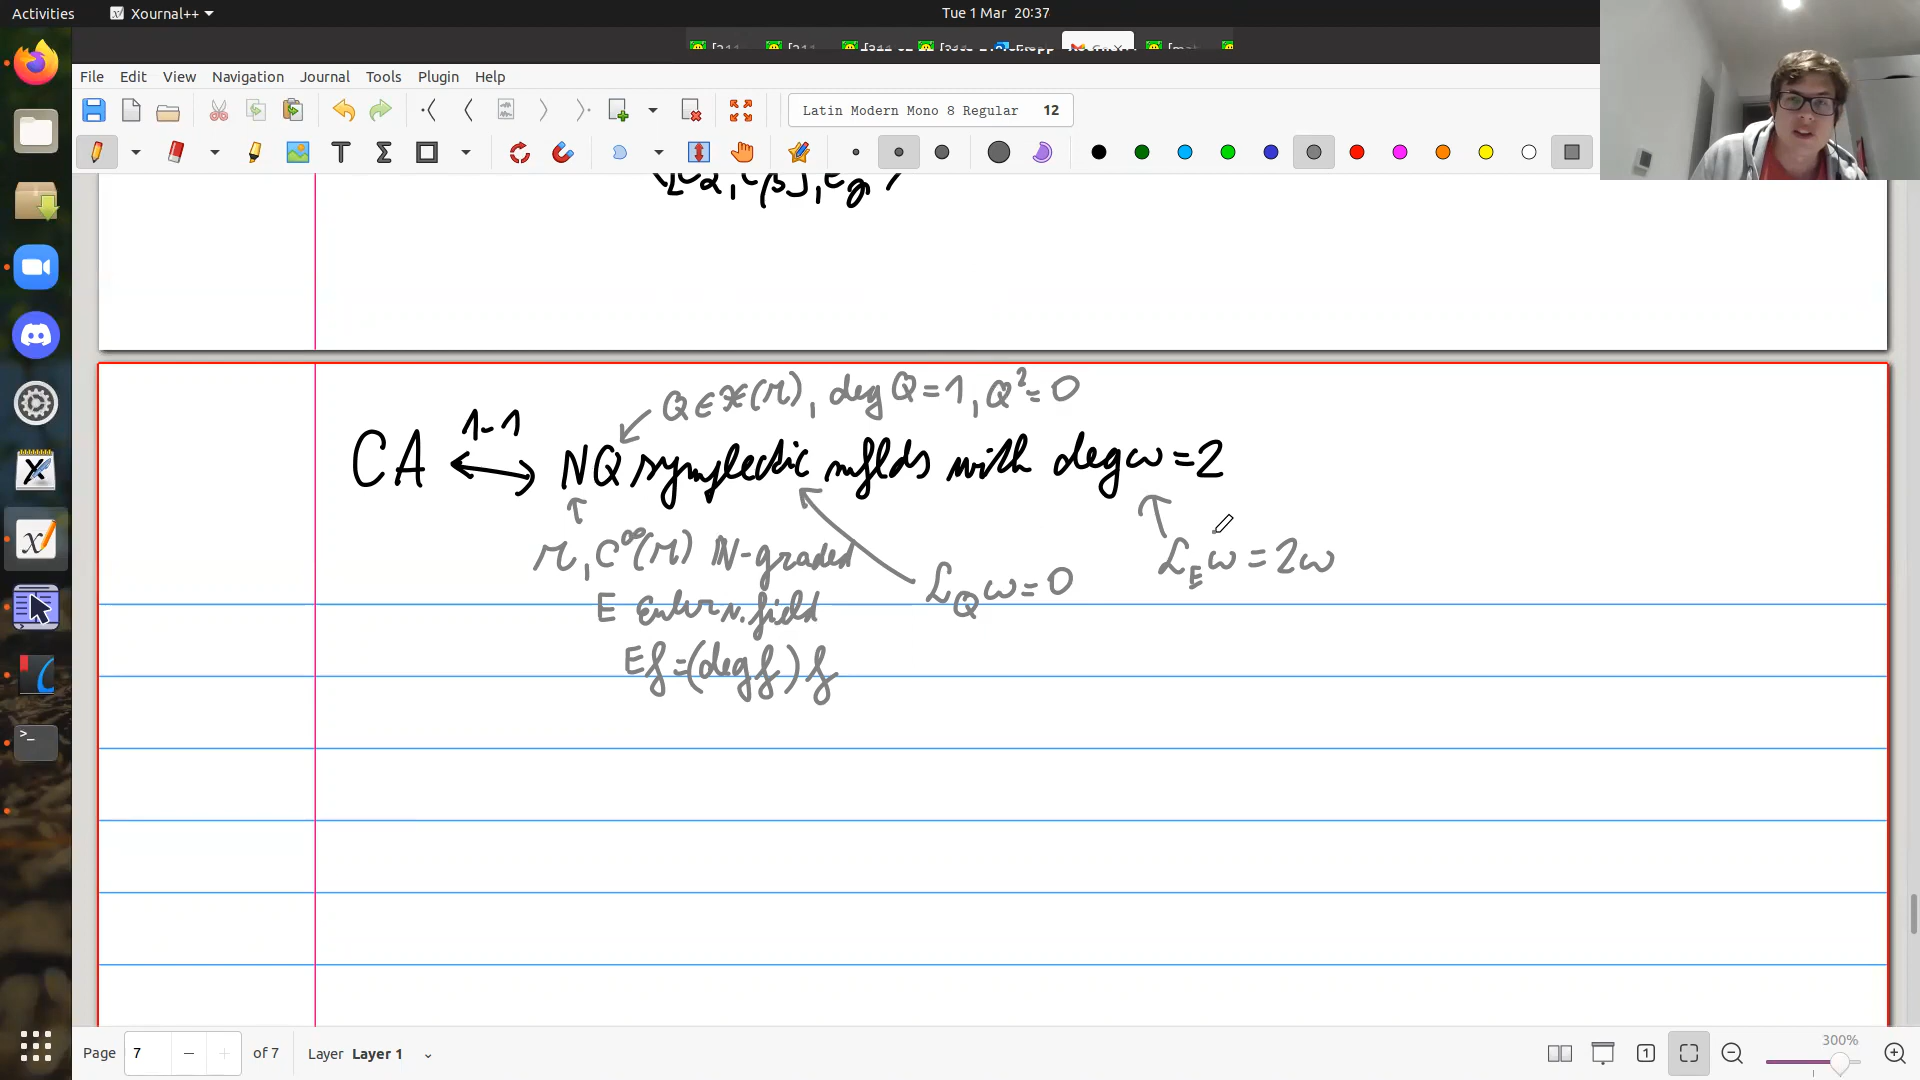 Activities
Xournal++
Tue 1 Mar 20:37
File Edit View Navigation Journal Tools Plugin Help
Latin Modern Mono 8 Regular 12
Q ∈ 𝔛(M), deg Q = 1, Q² = 0
CA ⟷ 1-1 NQ symplectic mflds with deg ω = 2
M, C^∞(M) N-graded
L_E ω = 2ω
L_Q ω = 0
E Euler v. field
Ef = (deg f) f
Page 7 of 7 Layer Layer 1
300%